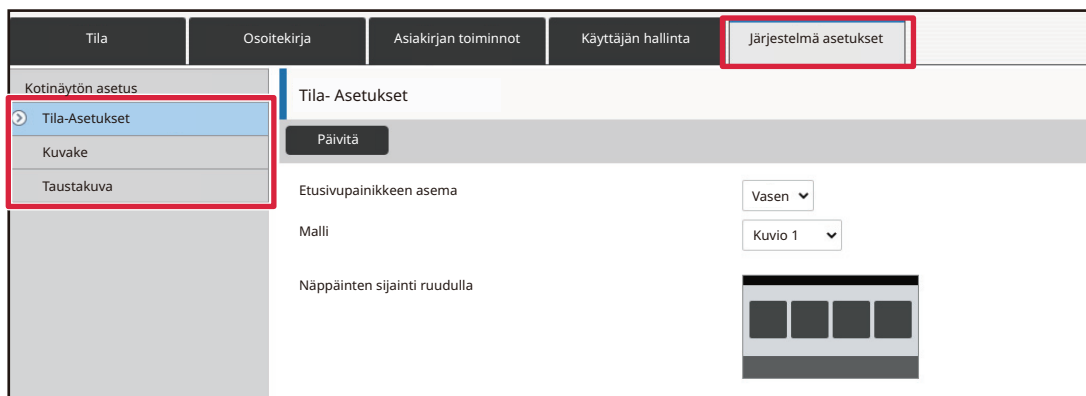 Tila
Osoitekirja
Asiakirjan toiminnot
Käyttäjän hallinta
Järjestelmä asetukset
Kotinäytön asetus
Tila-Asetukset
Kuvake
Taustakuva
Tila- Asetukset
Päivitä
Etusivupainikkeen asema
Vasen
Malli
Kuvio 1
Näppäinten sijainti ruudulla